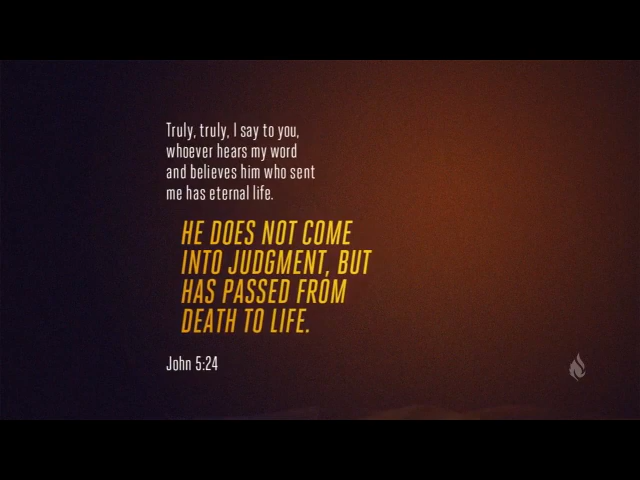 Truly, truly, I say to you,
whoever hears my word
and believes him who sent
me has eternal life.
HE DOES NOT COME
INTO JUDGMENT, BUT
HAS PASSED FROM
DEATH TO LIFE.
John 5:24